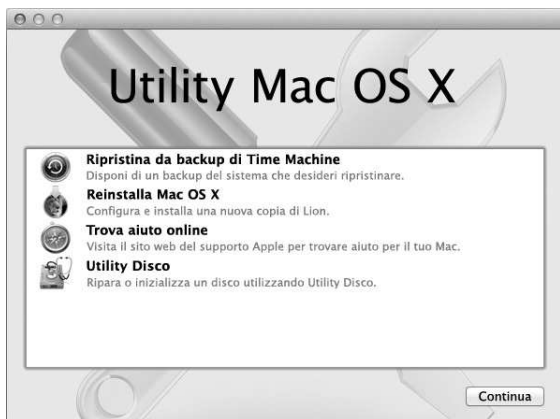 Utility Mac OS X
Ripristina da backup di Time Machine
Disponi di un backup del sistema che desideri ripristinare.
Reinstalla Mac OS X
Configura e installa una nuova copia di Lion.
Trova aiuto online
Visita il sito web del supporto Apple per trovare aiuto per il tuo Mac.
Utility Disco
Ripara o inizializza un disco utilizzando Utility Disco.
Continua